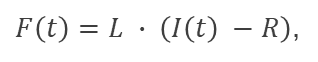 F(t) = L · (I(t) − R),